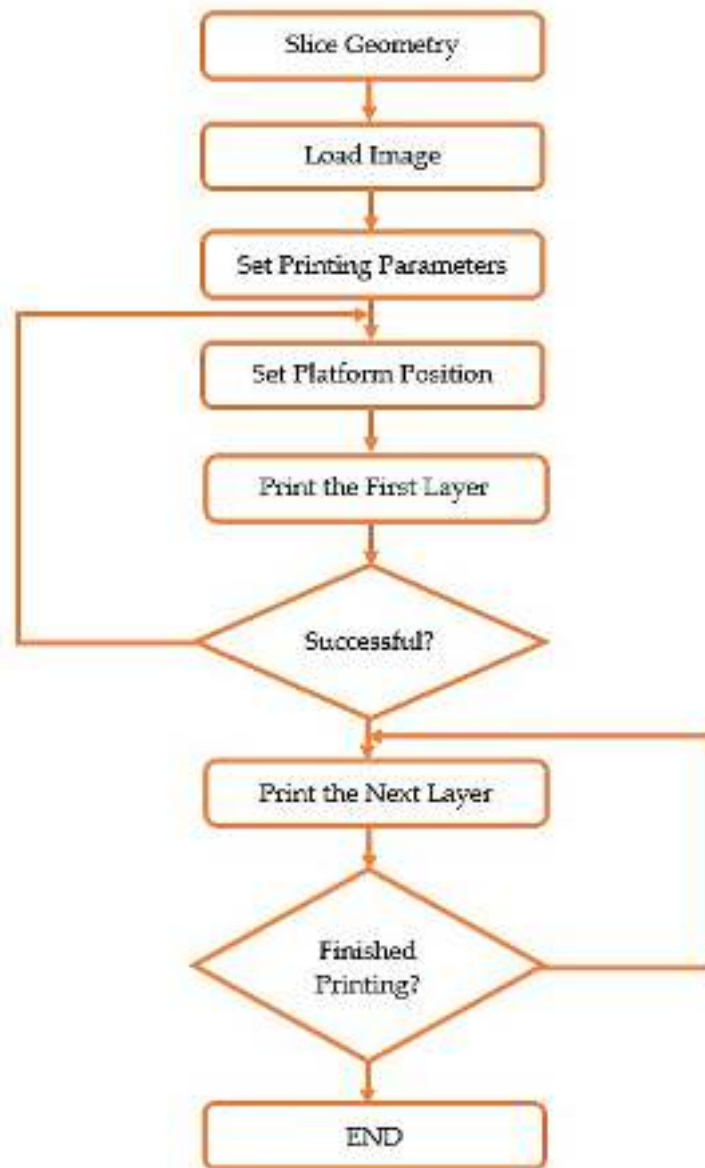 Slice Geometry
Load Image
Set Printing Parameters
Set Platform Position
Print the First Layer
Successful?
Print the Next Layer
Finished
Printing?
END